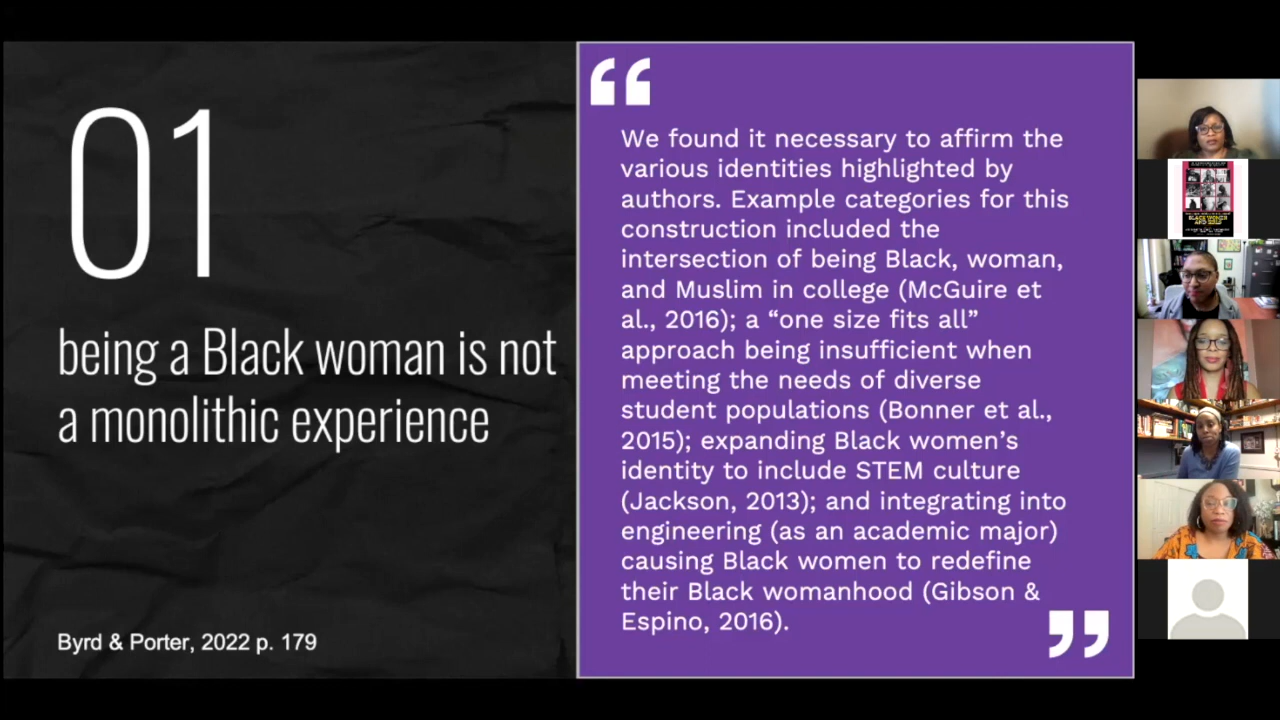 01
being a Black woman is not
a monolithic experience
Byrd & Porter, 2022 p. 179
“
We found it necessary to affirm the
various identities highlighted by
authors. Example categories for this
construction included the
intersection of being Black, woman,
and Muslim in college (McGuire et
al., 2016); a “one size fits all”
approach being insufficient when
meeting the needs of diverse
student populations (Bonner et al.,
2015); expanding Black women’s
identity to include STEM culture
(Jackson, 2013); and integrating into
engineering (as an academic major)
causing Black women to redefine
their Black womanhood (Gibson &
Espino, 2016).
”
BLACK WOMEN
AND GIRLS